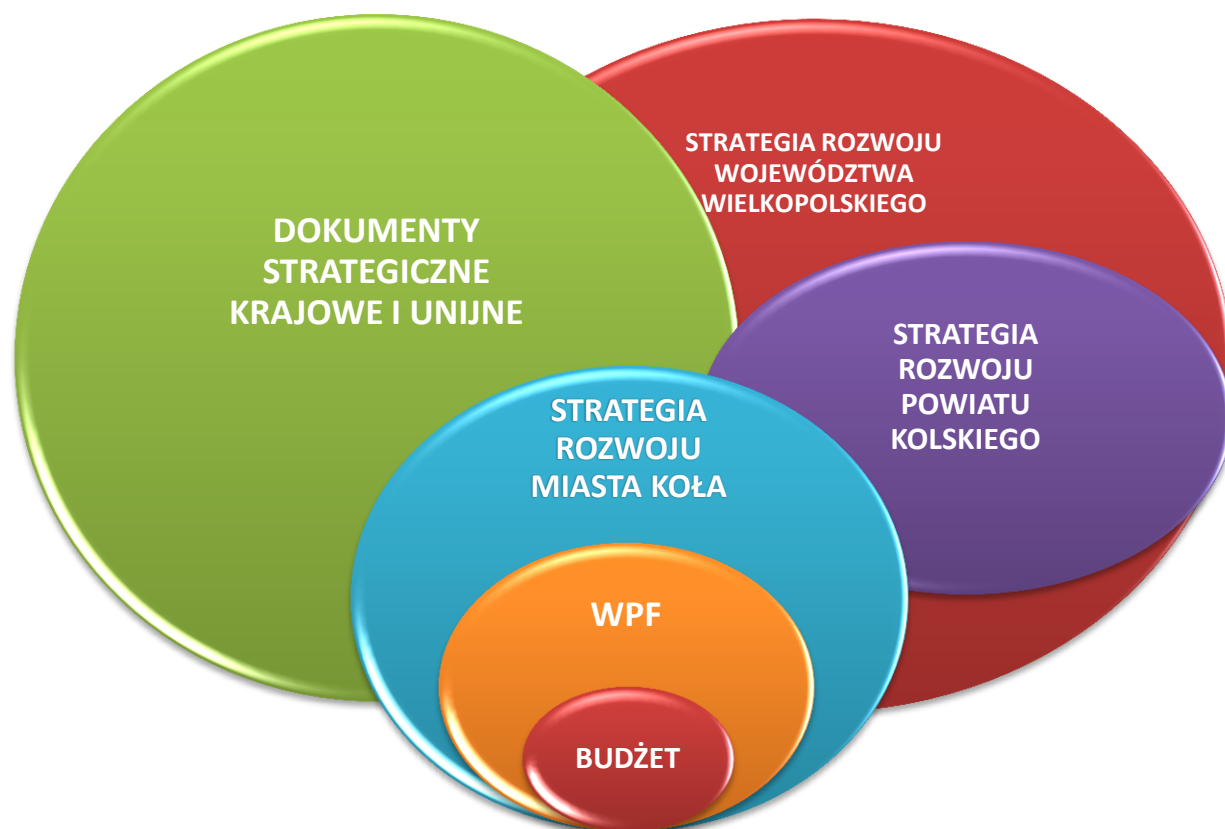 DOKUMENTY
STRATEGICZNE
KRAJOWE I UNIJNE
STRATEGIA ROZWOJU
WOJEWÓDZTWA
WIELKOPOLSKIEGO
STRATEGIA
ROZWOJU
POWIATU
KOLSKIEGO
STRATEGIA
ROZWOJU
MIASTA KOŁA
WPF
BUDŻET